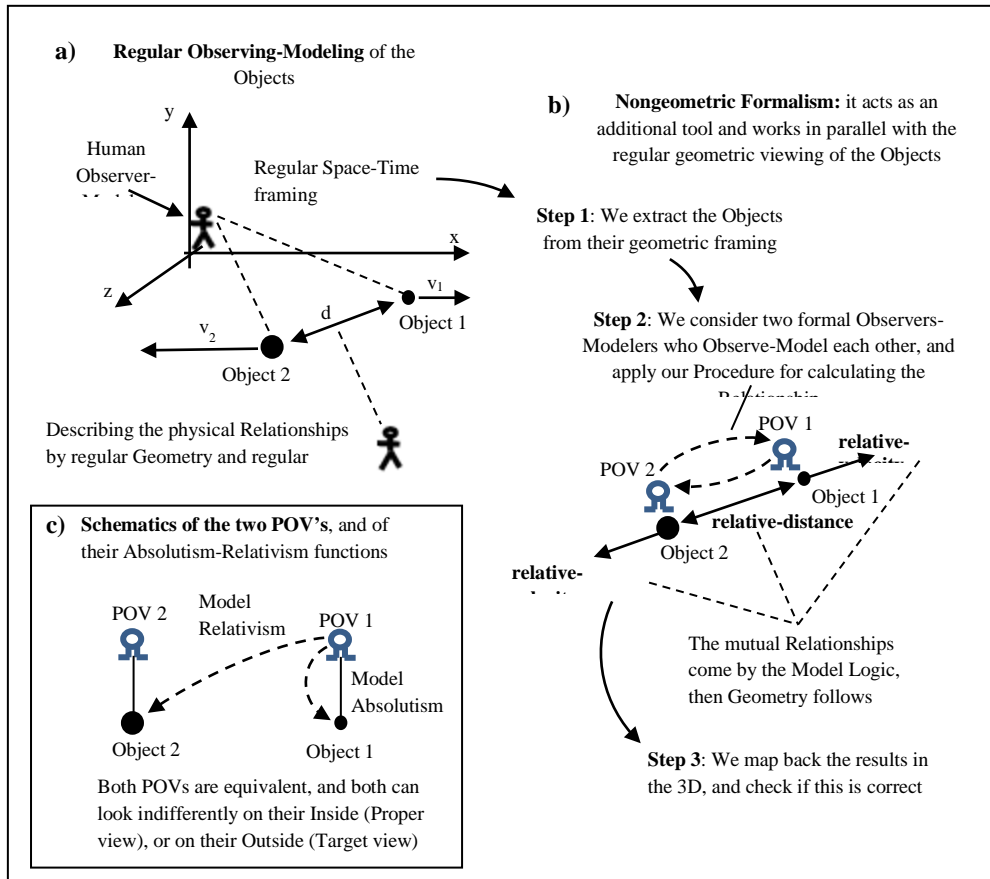 a) Regular Observing-Modeling of the
Objects
y
Human
Observer-
Regular Space-Time
framing
x
z
v1
d
Object 1
v2
Object 2
Describing the physical Relationships
by regular Geometry and regular
b) Nongeometric Formalism: it acts as an
additional tool and works in parallel with the
regular geometric viewing of the Objects
Step 1: We extract the Objects
from their geometric framing
Step 2: We consider two formal Observers-
Modelers who Observe-Model each other, and
apply our Procedure for calculating the
Relationship
POV 1
relative-
POV 2
Object 1
relative-distance
Object 2
relative-
The mutual Relationships
come by the Model Logic,
then Geometry follows
Step 3: We map back the results in
the 3D, and check if this is correct
c) Schematics of the two POV's, and of
their Absolutism-Relativism functions
POV 2
Model
Relativism
POV 1
Model
Absolutism
Object 2
Object 1
Both POVs are equivalent, and both can
look indifferently on their Inside (Proper
view), or on their Outside (Target view)